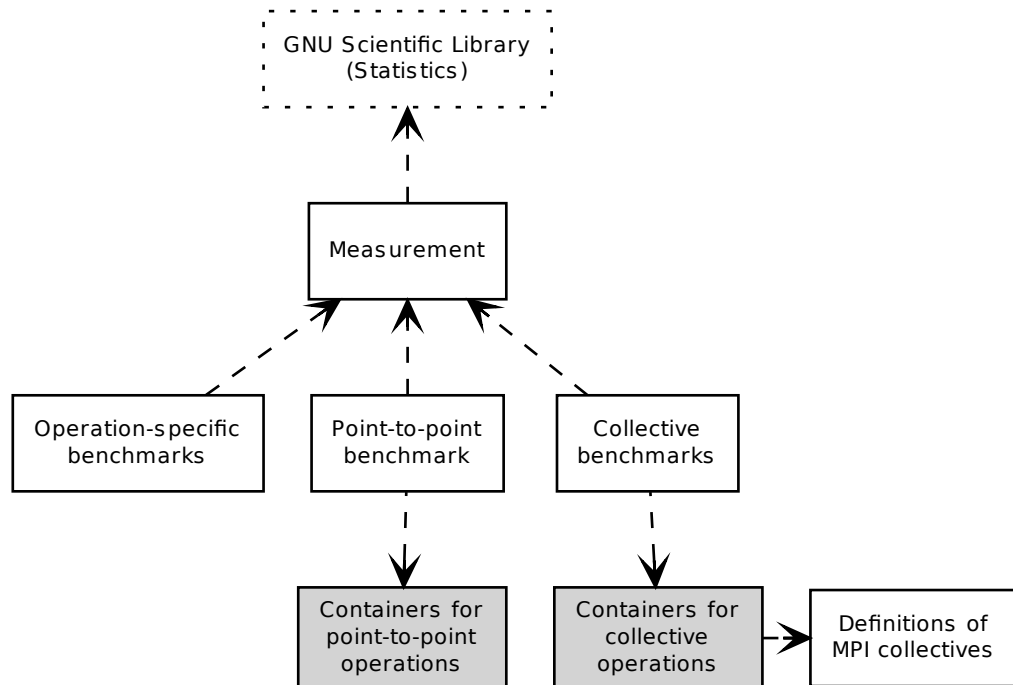 GNU Scientific Library
(Statistics)
Measurement
Operation-specific
benchmarks
Point-to-point
benchmark
Collective
benchmarks
Containers for
point-to-point
operations
Containers for
collective
operations
Definitions of
MPI collectives